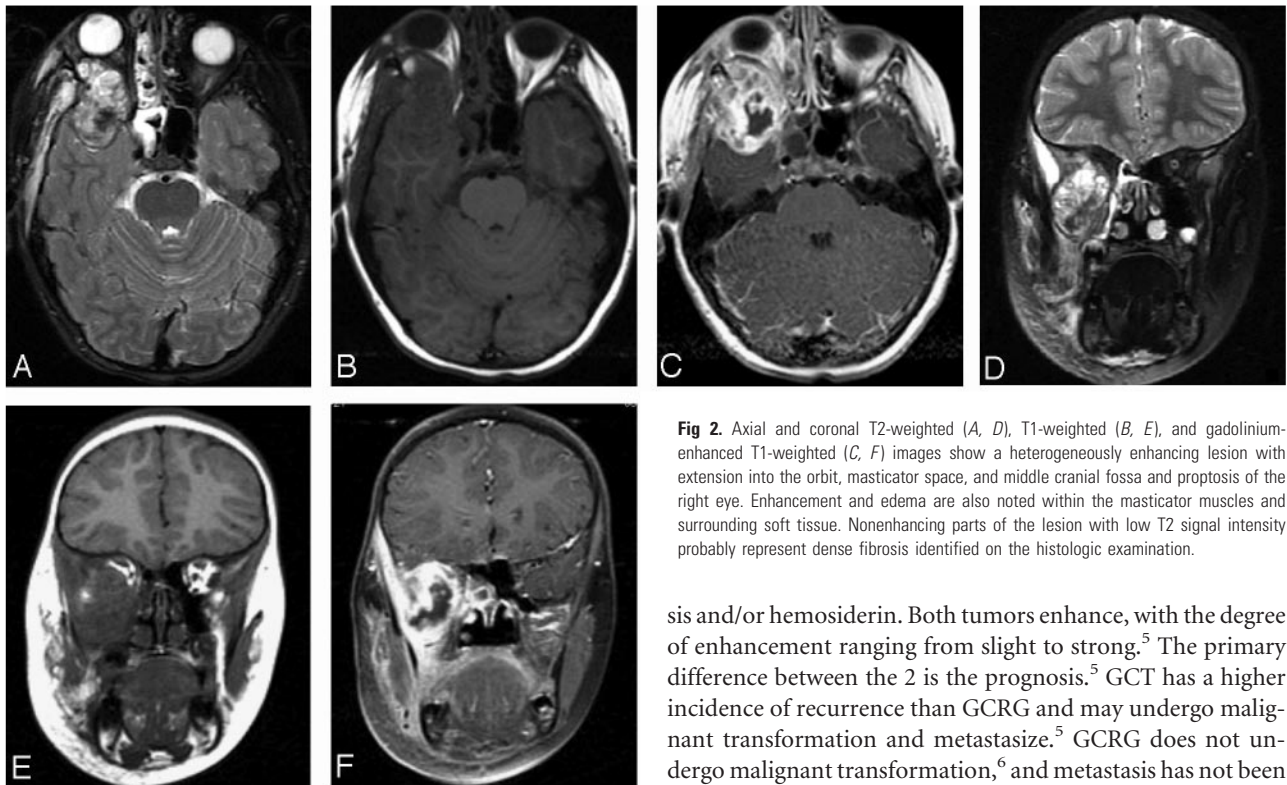 A
B
C
D
E
F
Fig 2. Axial and coronal T2-weighted (A, D), T1-weighted (B, E), and gadolinium-
enhanced T1-weighted (C, F) images show a heterogeneously enhancing lesion with
extension into the orbit, masticator space, and middle cranial fossa and proptosis of the
right eye. Enhancement and edema are also noted within the masticator muscles and
surrounding soft tissue. Nonenhancing parts of the lesion with low T2 signal intensity
probably represent dense fibrosis identified on the histologic examination.
sis and/or hemosiderin. Both tumors enhance, with the degree
of enhancement ranging from slight to strong.5 The primary
difference between the 2 is the prognosis.5 GCT has a higher
incidence of recurrence than GCRG and may undergo malig-
nant transformation and metastasize.5 GCRG does not un-
dergo malignant transformation,6 and metastasis has not been